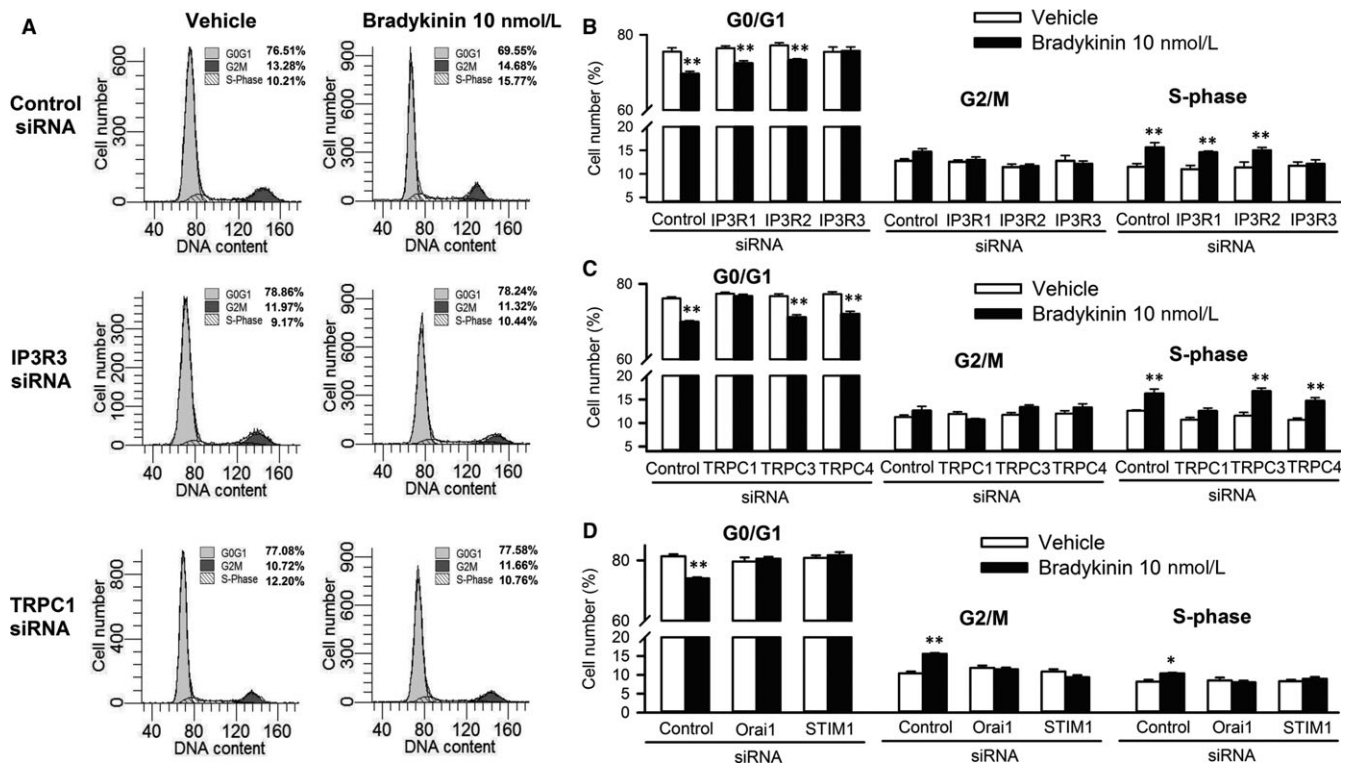 A
Vehicle
Bradykinin 10 nmol/L
Control
siRNA
Cell number
600
300
0
G0G1 76.51%
G2M 13.28%
S-Phase 10.21%
40 80 120 160
DNA content
Cell number
900
600
300
0
G0G1 69.55%
G2M 14.68%
S-Phase 15.77%
40 80 120 160
DNA content
IP3R3
siRNA
Cell number
300
200
100
0
G0G1 78.86%
G2M 11.97%
S-Phase 9.17%
40 80 120 160
DNA content
Cell number
900
600
300
0
G0G1 78.24%
G2M 11.32%
S-Phase 10.44%
40 80 120 160
DNA content
TRPC1
siRNA
Cell number
800
400
0
G0G1 77.08%
G2M 10.72%
S-Phase 12.20%
40 80 120 160
DNA content
Cell number
900
600
300
0
G0G1 77.58%
G2M 11.66%
S-Phase 10.76%
40 80 120 160
DNA content
B
G0/G1
Vehicle
Bradykinin 10 nmol/L
G2/M
S-phase
Cell number (%)
75
60
20
15
10
5
** ** **
** ** **
Control IP3R1 IP3R2 IP3R3
siRNA
Control IP3R1 IP3R2 IP3R3
siRNA
Control IP3R1 IP3R2 IP3R3
siRNA
C
G0/G1
Vehicle
Bradykinin 10 nmol/L
G2/M
S-phase
Cell number (%)
80
60
20
15
10
5
** ** **
** ** **
Control TRPC1 TRPC3 TRPC4
siRNA
Control TRPC1 TRPC3 TRPC4
siRNA
Control TRPC1 TRPC3 TRPC4
siRNA
D
G0/G1
Vehicle
Bradykinin 10 nmol/L
G2/M
S-phase
Cell number (%)
80
60
20
15
10
5
0
**
**
*
Control Orai1 STIM1
siRNA
Control Orai1 STIM1
siRNA
Control Orai1 STIM1
siRNA